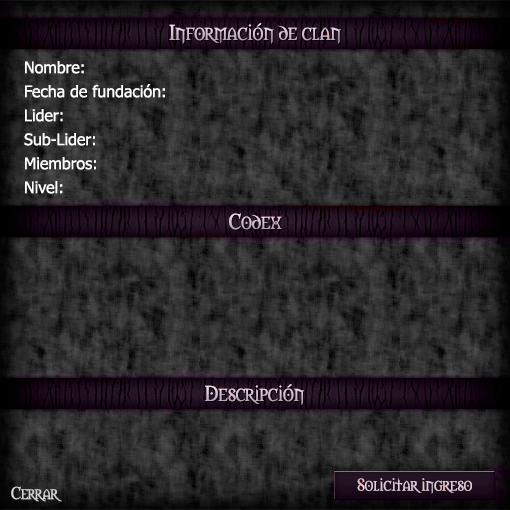 Información de clan
Nombre:
Fecha de fundación:
Lider:
Sub-Lider:
Miembros:
Nivel:
Codex
Descripción
Cerrar
Solicitar ingreso